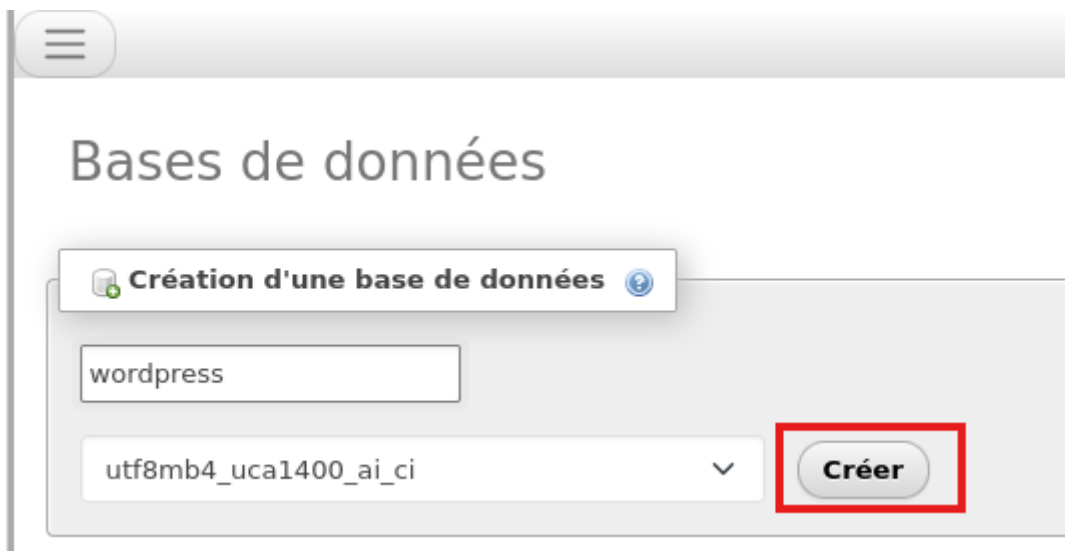 Bases de données
Création d'une base de données
wordpress
utf8mb4_uca1400_ai_ci
Créer